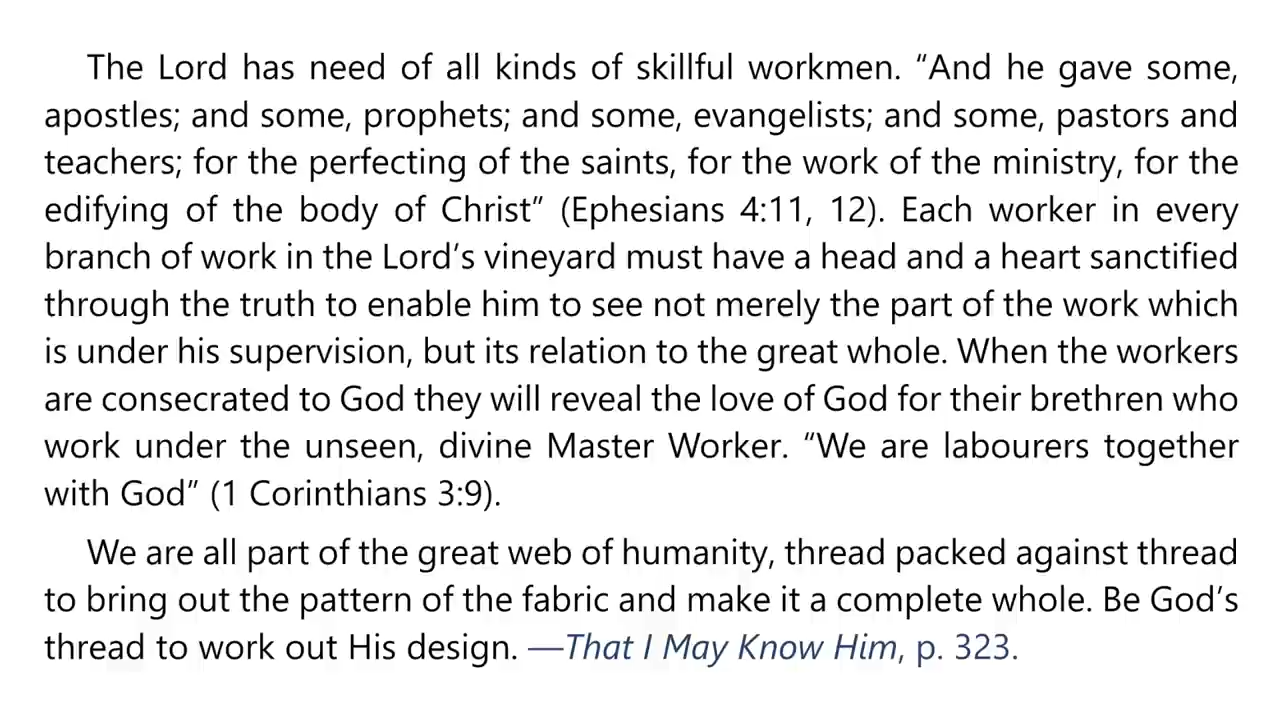 The Lord has need of all kinds of skillful workmen. “And he gave some,
apostles; and some, prophets; and some, evangelists; and some, pastors and
teachers; for the perfecting of the saints, for the work of the ministry, for the
edifying of the body of Christ” (Ephesians 4:11, 12). Each worker in every
branch of work in the Lord’s vineyard must have a head and a heart sanctified
through the truth to enable him to see not merely the part of the work which
is under his supervision, but its relation to the great whole. When the workers
are consecrated to God they will reveal the love of God for their brethren who
work under the unseen, divine Master Worker. “We are labourers together
with God” (1 Corinthians 3:9).
We are all part of the great web of humanity, thread packed against thread
to bring out the pattern of the fabric and make it a complete whole. Be God’s
thread to work out His design. —That I May Know Him, p. 323.